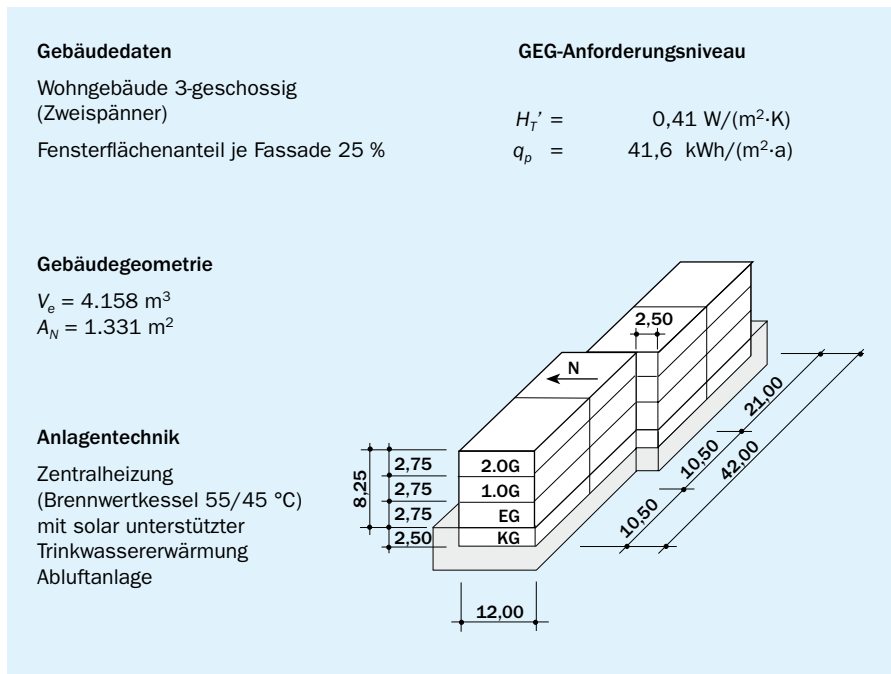 Gebäudedaten
Wohngebäude 3-geschossig
(Zweispänner)
Fensterflächenanteil je Fassade 25 %
GEG-Anforderungsniveau
H_T' = 0,41 W/(m²·K)
q_p = 41,6 kWh/(m²·a)
Gebäudegeometrie
V_e = 4.158 m³
A_N = 1.331 m²
Anlagentechnik
Zentralheizung
(Brennwertkessel 55/45 °C)
mit solar unterstützter
Trinkwassererwärmung
Abluftanlage
2,50
N
8,25
2,75
2.OG
2,75
1.OG
2,75
EG
2,50
KG
12,00
10,50
10,50
21,00
42,00